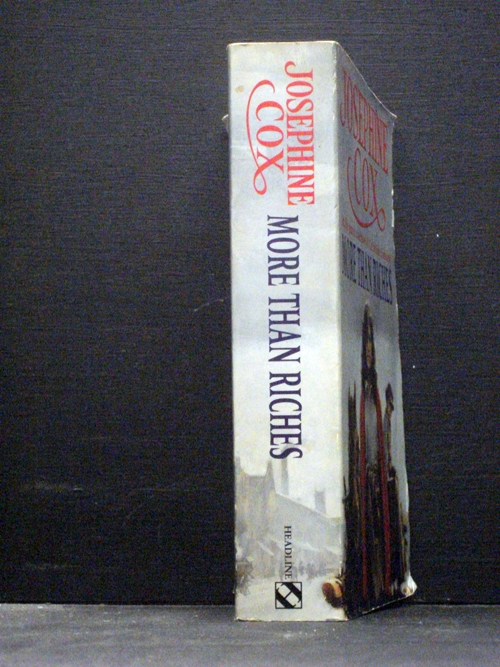 JOSEPHINE
COX
MORE THAN RICHES
HEADLINE
JOSEPHINE
COX
MORE THAN RICHES